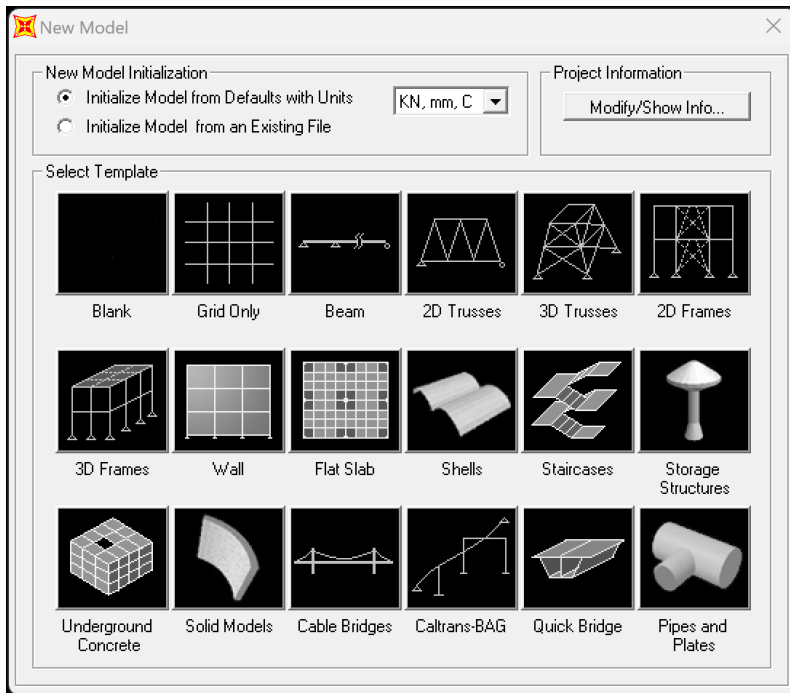 New Model
New Model Initialization
Initialize Model from Defaults with Units
KN, mm, C
Initialize Model from an Existing File
Project Information
Modify/Show Info...
Select Template
Blank
Grid Only
Beam
2D Trusses
3D Trusses
2D Frames
3D Frames
Wall
Flat Slab
Shells
Staircases
Storage
Structures
Underground
Concrete
Solid Models
Cable Bridges
Caltrans-BAG
Quick Bridge
Pipes and
Plates